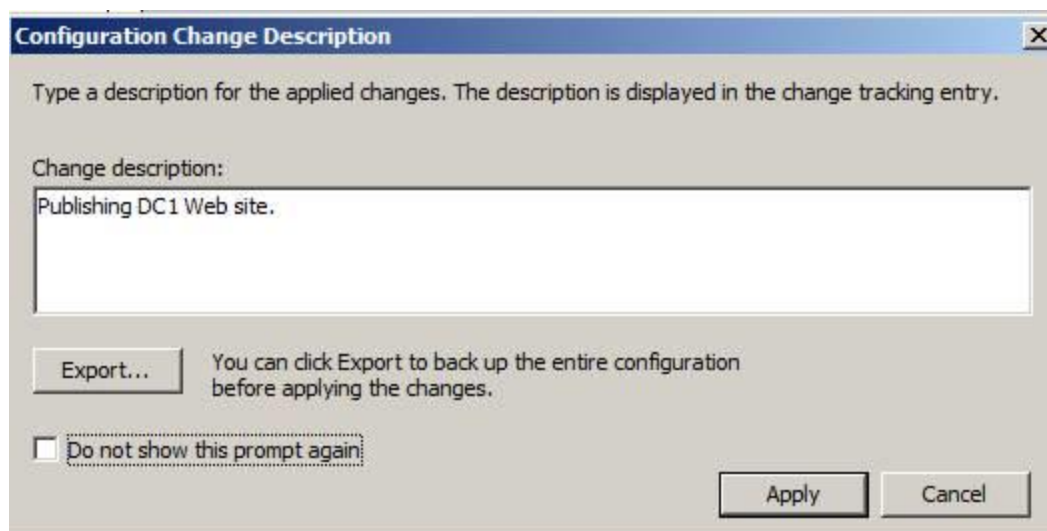 Configuration Change Description
Type a description for the applied changes. The description is displayed in the change tracking entry.
Change description:
Publishing DC1 Web site.
Export...
You can click Export to back up the entire configuration
before applying the changes.
Do not show this prompt again
Apply
Cancel